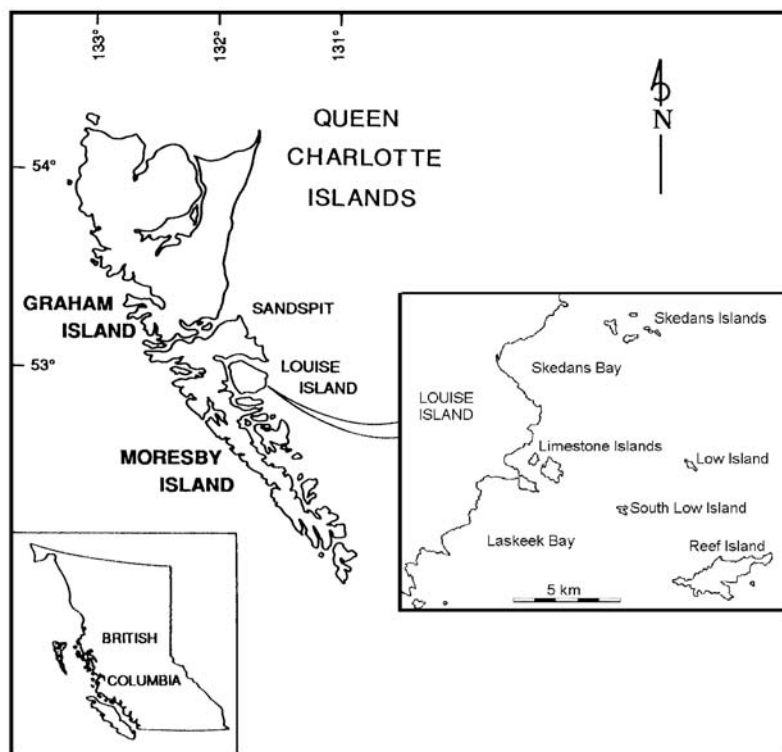 133°
132°
131°
QUEEN
CHARLOTTE
ISLANDS
N
54°
GRAHAM
ISLAND
SANDSPIT
53°
LOUISE
ISLAND
MORESBY
ISLAND
Skedans Islands
Skedans Bay
LOUISE
ISLAND
Limestone Islands
Low Island
South Low Island
Laskeek Bay
Reef Island
5 km
BRITISH
COLUMBIA